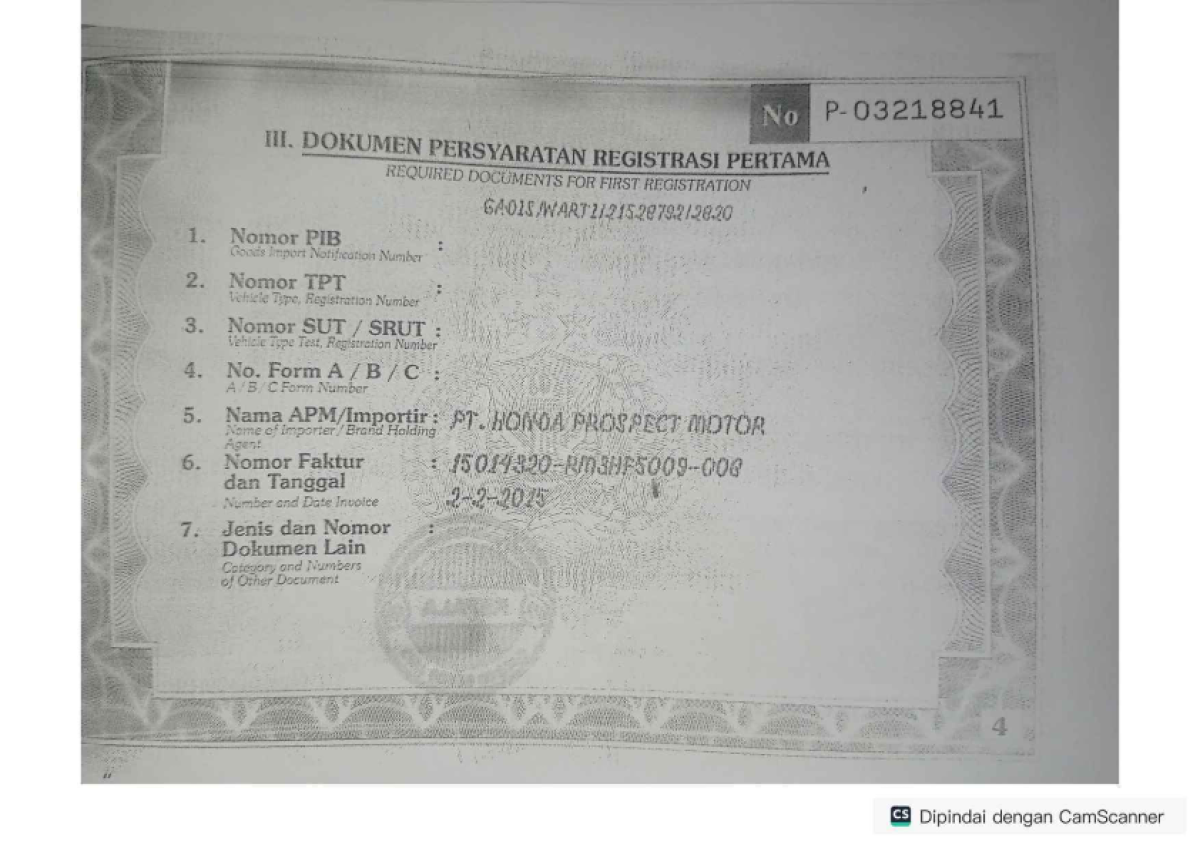 No P-03218841
III. DOKUMEN PERSYARATAN REGISTRASI PERTAMA
REQUIRED DOCUMENTS FOR FIRST REGISTRATION
1. Nomor PIB :
Goods Import Notification Number
2. Nomor TPT :
Vehicle Type, Registration Number
3. Nomor SUT / SRUT :
Vehicle Type Test, Registration Number
4. No. Form A / B / C :
A / B / C Form Number
5. Nama APM/Importir : PT. HONDA PROSPECT MOTOR
Name of Importer / Brand Holding
Agent
6. Nomor Faktur :
dan Tanggal 2-2-2015
Number and Date Invoice
7. Jenis dan Nomor :
Dokumen Lain
Category and Numbers
of Other Document
4
CS Dipindai dengan CamScanner